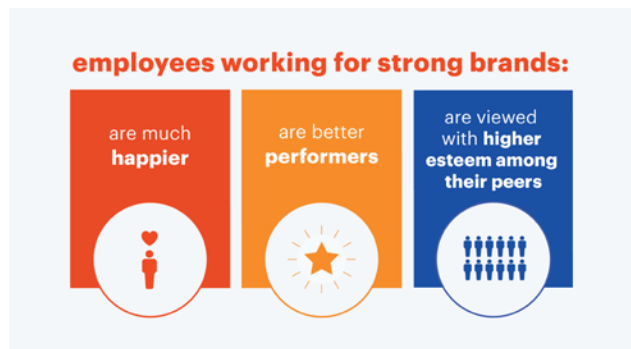 employees working for strong brands:
are much
happier
are better
performers
are viewed
with higher
esteem among
their peers